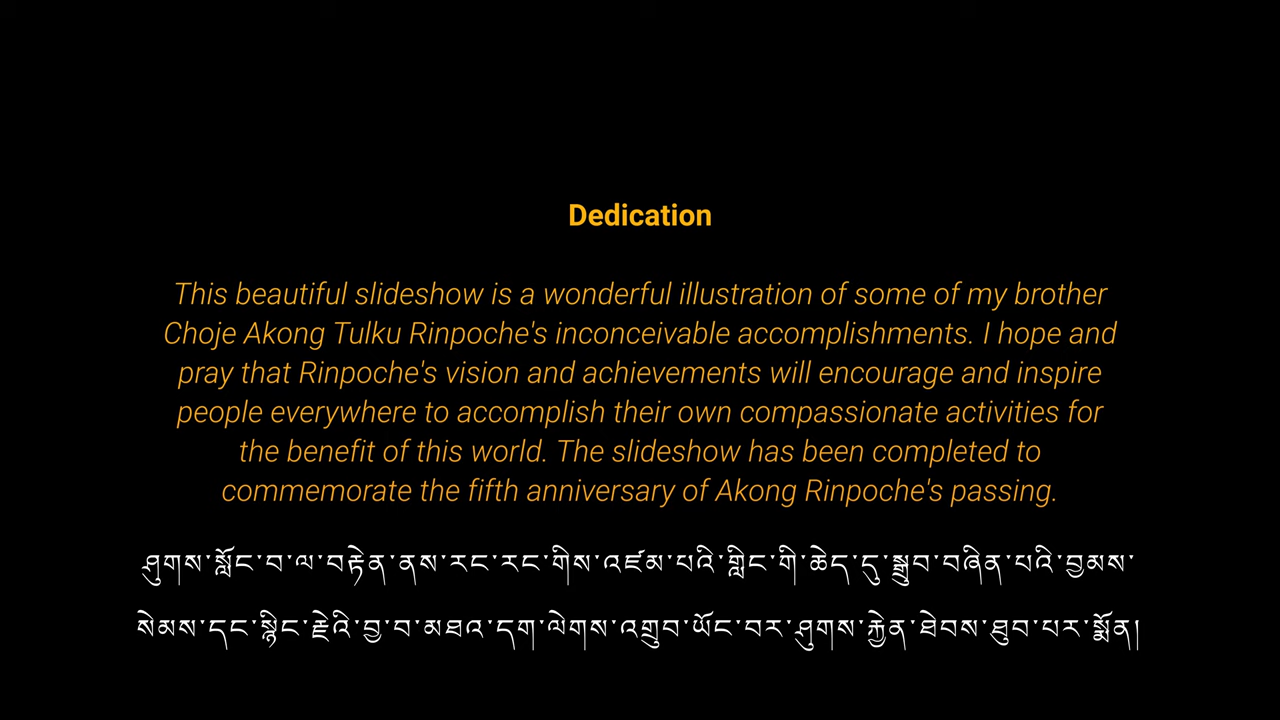 Dedication
This beautiful slideshow is a wonderful illustration of some of my brother
Choje Akong Tulku Rinpoche's inconceivable accomplishments. I hope and
pray that Rinpoche's vision and achievements will encourage and inspire
people everywhere to accomplish their own compassionate activities for
the benefit of this world. The slideshow has been completed to
commemorate the fifth anniversary of Akong Rinpoche's passing.
ཤུགས་སློང་བ་ལ་བརྟེན་ནས་རང་རང་གིས་འཛམ་པའི་གླིང་གི་ཆེད་དུ་སྒྲུབ་བཞིན་པའི་བྱམས་
སེམས་དང་སྙིང་རྗེའི་བྱ་བ་མཐའ་དག་ལེགས་འགྲུབ་ཡོང་བར་ཤུགས་རྐྱེན་ཐེབས་ཐུབ་པར་སྨོན།